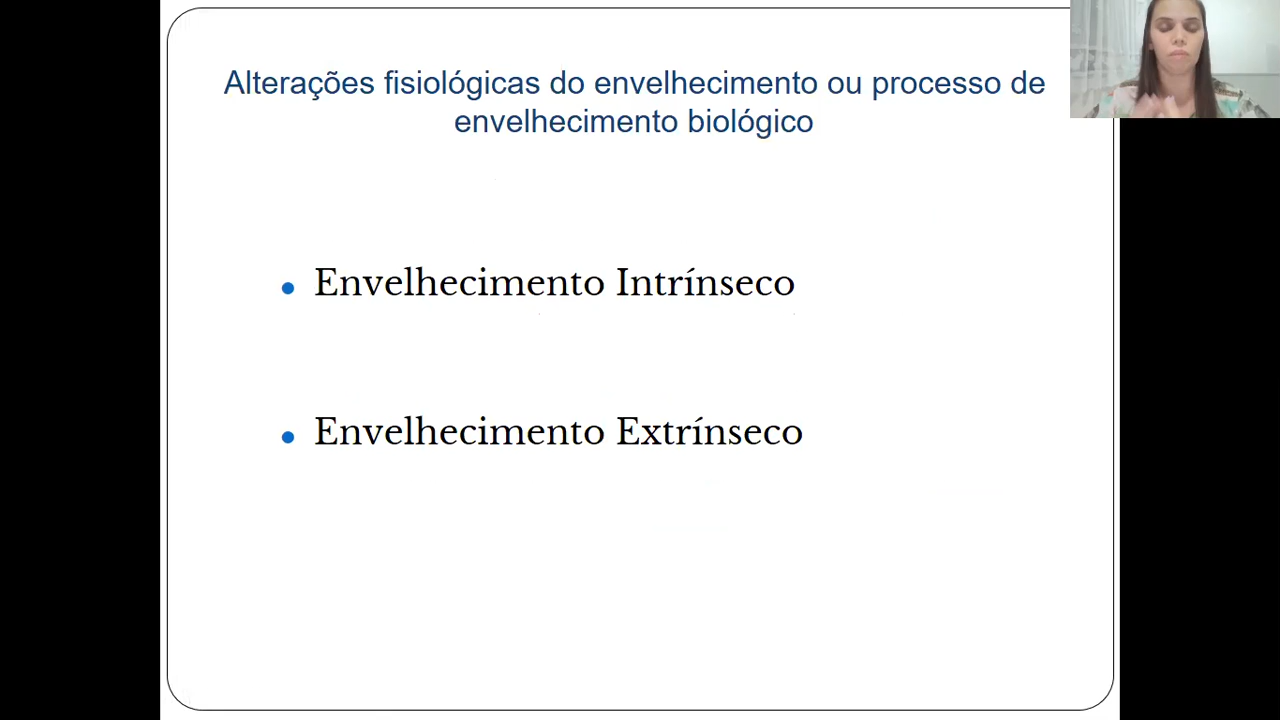 Alterações fisiológicas do envelhecimento ou processo de
envelhecimento biológico
Envelhecimento Intrínseco
Envelhecimento Extrínseco